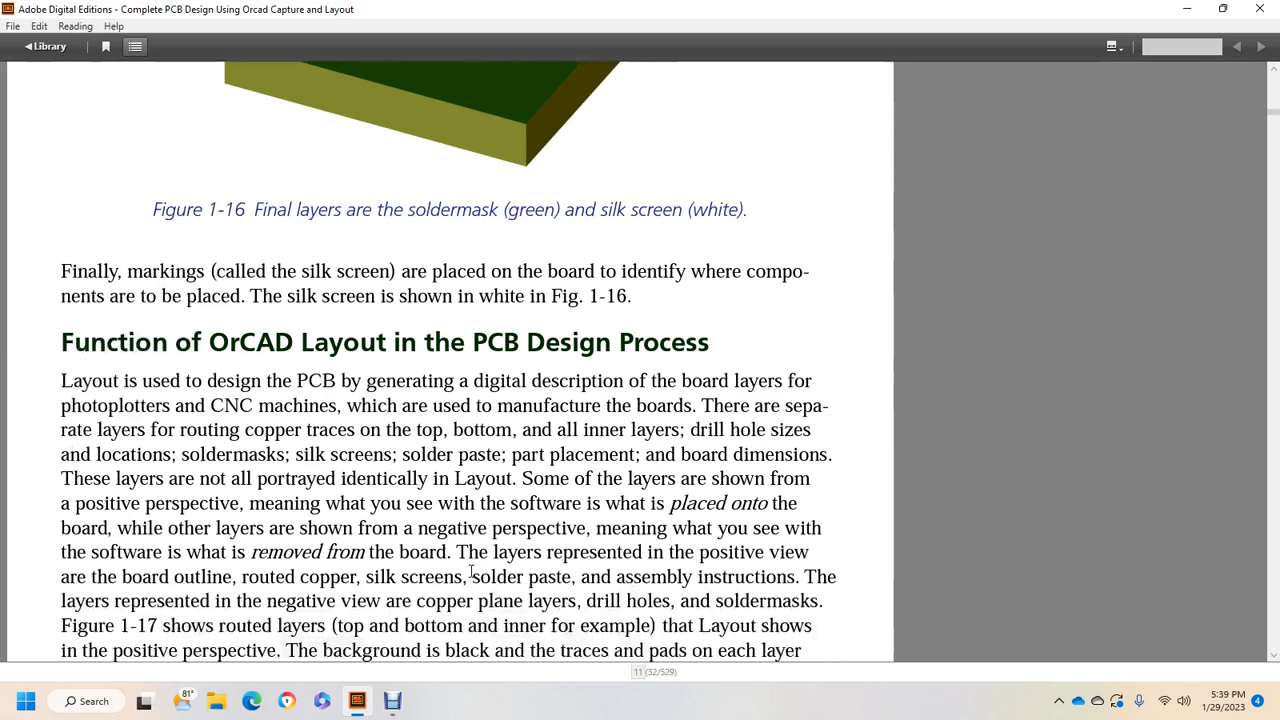 Adobe Digital Editions - Complete PCB Design Using Orcad Capture and Layout
File Edit Reading Help
Library
Figure 1-16 Final layers are the soldermask (green) and silk screen (white).
Finally, markings (called the silk screen) are placed on the board to identify where compo-
nents are to be placed. The silk screen is shown in white in Fig. 1-16.
Function of OrCAD Layout in the PCB Design Process
Layout is used to design the PCB by generating a digital description of the board layers for
photoplotters and CNC machines, which are used to manufacture the boards. There are sepa-
rate layers for routing copper traces on the top, bottom, and all inner layers; drill hole sizes
and locations; soldermasks; silk screens; solder paste; part placement; and board dimensions.
These layers are not all portrayed identically in Layout. Some of the layers are shown from
a positive perspective, meaning what you see with the software is what is placed onto the
board, while other layers are shown from a negative perspective, meaning what you see with
the software is what is removed from the board. The layers represented in the positive view
are the board outline, routed copper, silk screens, solder paste, and assembly instructions. The
layers represented in the negative view are copper plane layers, drill holes, and soldermasks.
Figure 1-17 shows routed layers (top and bottom and inner for example) that Layout shows
in the positive perspective. The background is black and the traces and pads on each layer
11 (32/529)
81°
Search
5:39 PM
1/29/2023
4